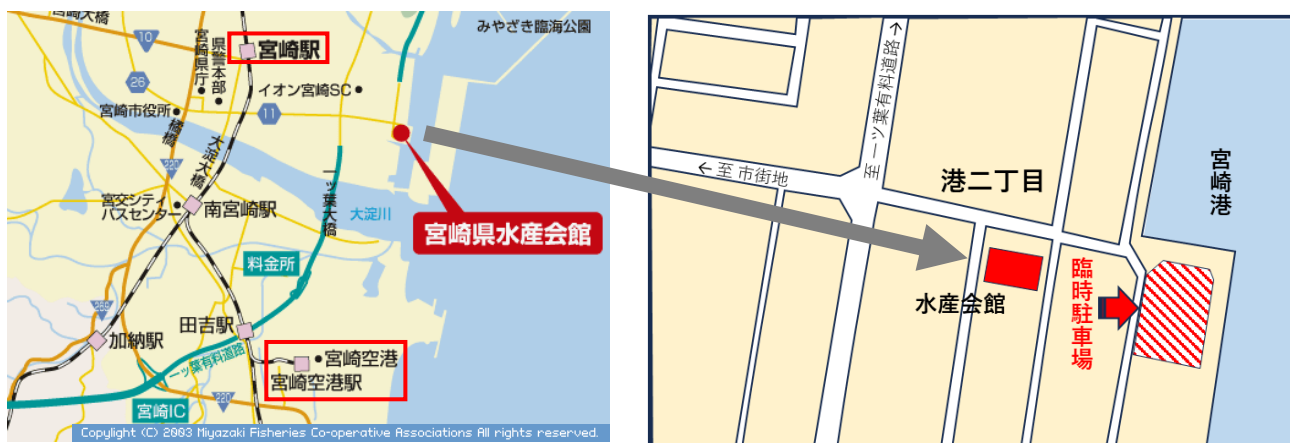 宮崎大橋
10
宮崎県庁
県警本部
宮崎駅
みやざき臨海公園
26
イオン宮崎SC
宮崎市役所
11
橘橋
220
大淀大橋
一ッ葉大橋
宮交シティ
バスセンター
南宮崎駅
大淀川
宮崎県水産会館
料金所
加納駅
田吉駅
一ッ葉有料道路
宮崎空港
宮崎空港駅
宮崎IC
220
Copylight (C) 2003 Miyazaki Fisheries Co-operative Associations All rights reserved.
至 一ツ葉有料道路→
← 至 市街地
港二丁目
宮崎港
水産会館
臨時駐車場